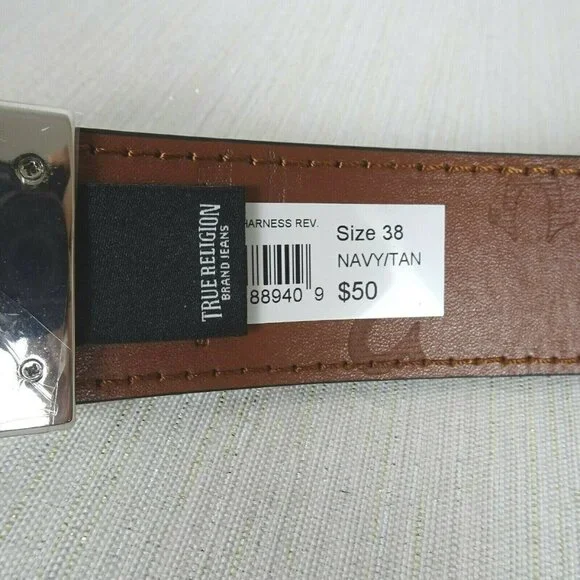 TRUE RELIGION
BRAND JEANS
HARNESS REV.
Size 38
NAVY/TAN
88940 9
$50